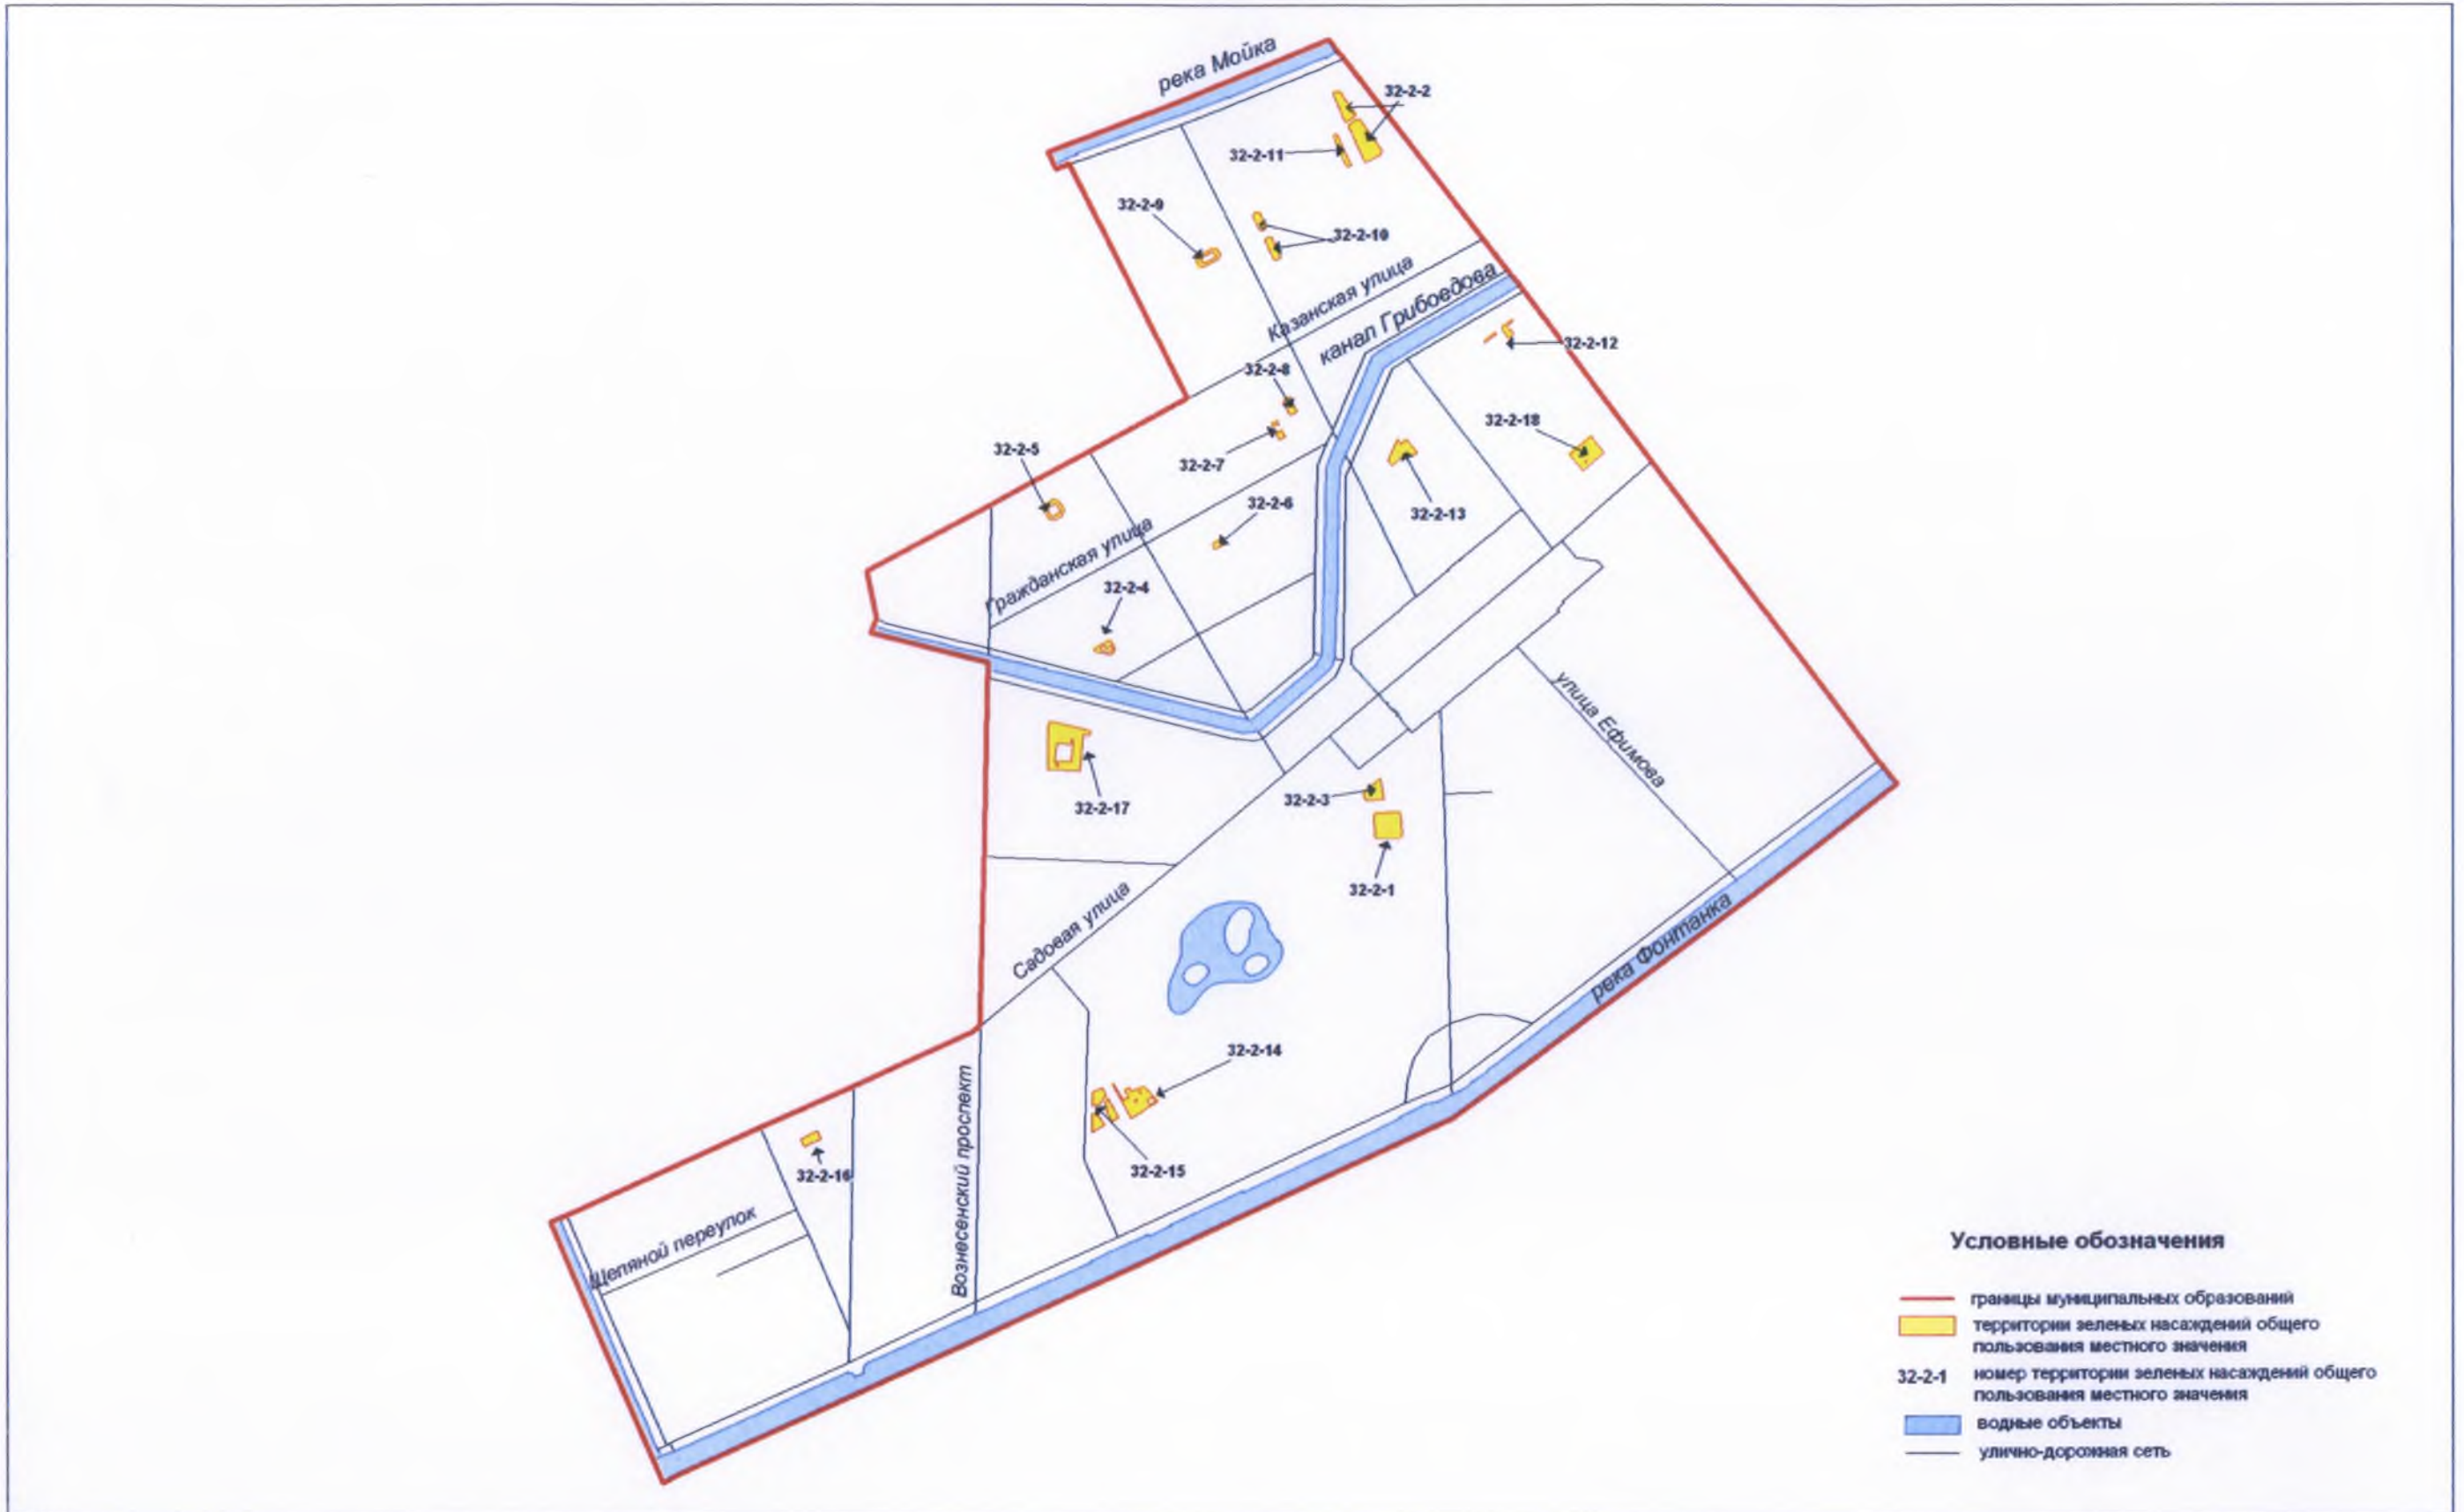 река Мойка
32-2-2
32-2-11
32-2-9
32-2-10
Казанская улица
канал Грибоедова
32-2-12
32-2-8
32-2-18
32-2-7
32-2-5
32-2-6
32-2-13
Гражданская улица
32-2-4
улица Ефимова
32-2-17
32-2-3
32-2-1
Садовая улица
река Фонтанка
32-2-14
32-2-15
Вознесенский проспект
32-2-16
Щепяной переулок
Условные обозначения
границы муниципальных образований
территории зеленых насаждений общего
пользования местного значения
32-2-1 номер территории зеленых насаждений общего
пользования местного значения
водные объекты
улично-дорожная сеть